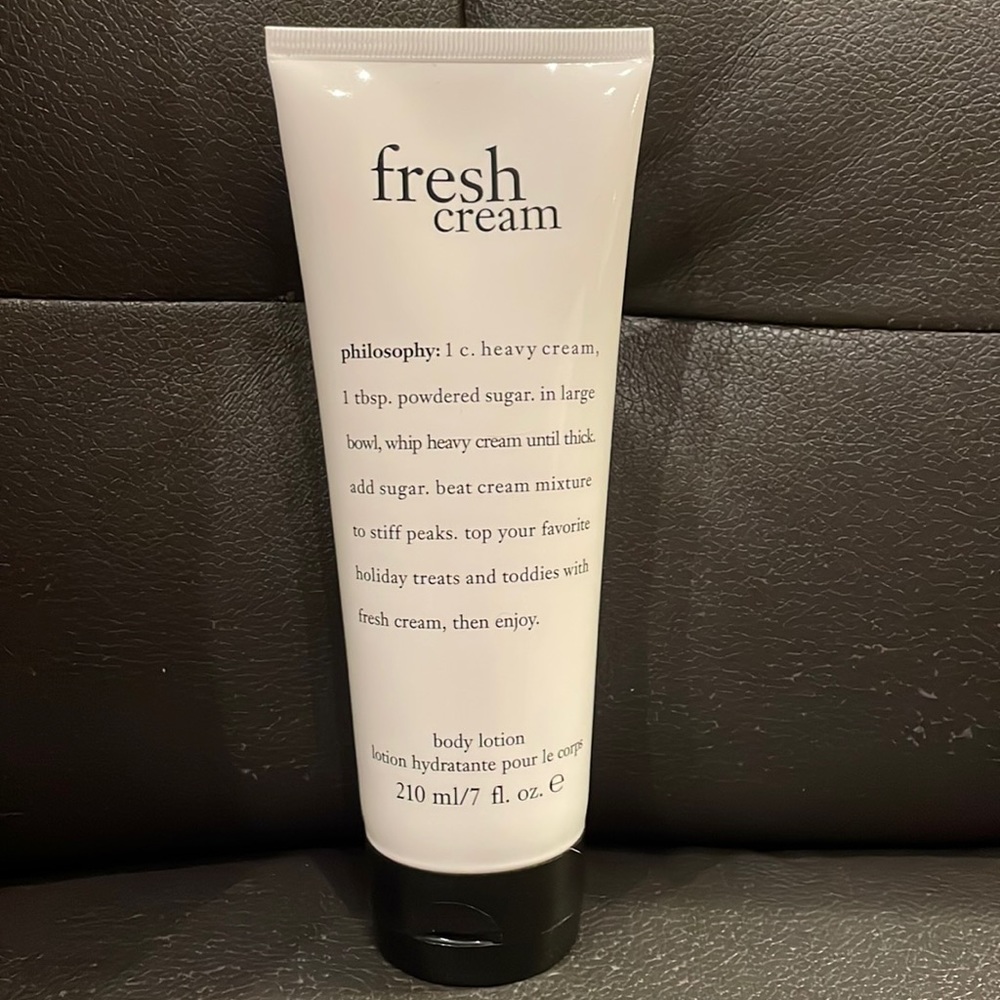 fresh
cream
philosophy: 1 c. heavy cream,
1 tbsp. powdered sugar. in large
bowl, whip heavy cream until thick.
add sugar. beat cream mixture
to stiff peaks. top your favorite
holiday treats and toddies with
fresh cream, then enjoy.
body lotion
lotion hydratante pour le corps
210 ml/7 fl. oz. ℮